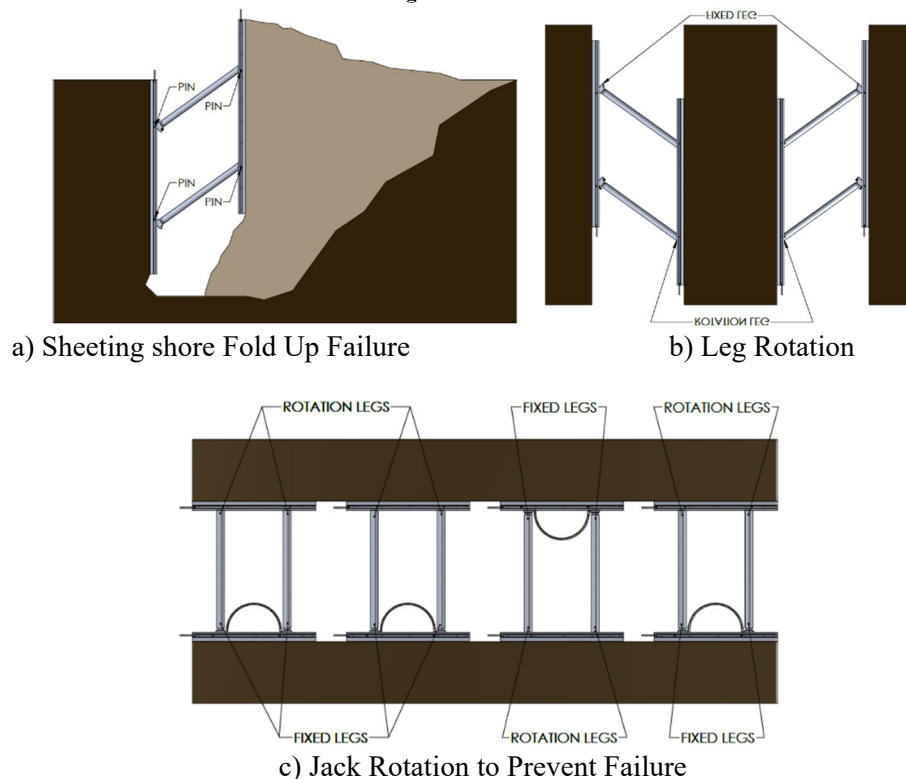 PIN
PIN
PIN
PIN
FIXED LEG
ROTATION LEG
a) Sheeting shore Fold Up Failure
b) Leg Rotation
ROTATION LEGS
FIXED LEGS
ROTATION LEGS
FIXED LEGS
ROTATION LEGS
FIXED LEGS
c) Jack Rotation to Prevent Failure